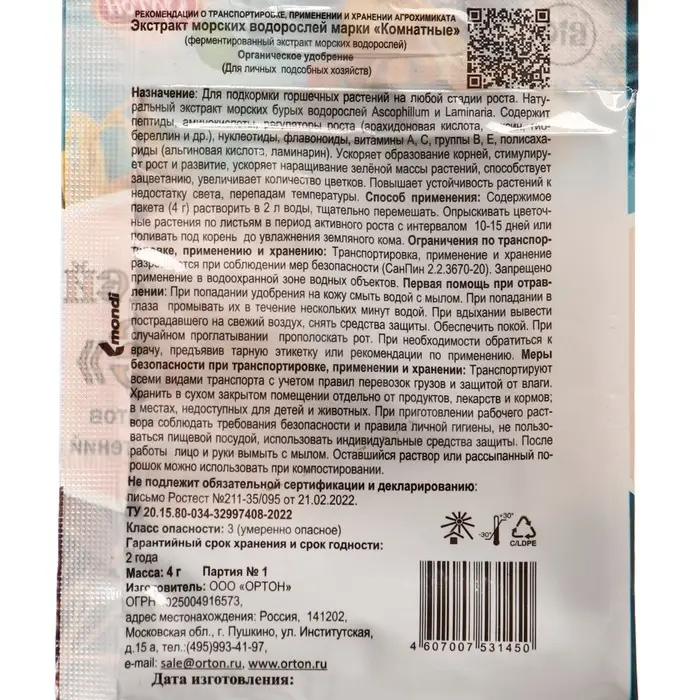 РЕКОМЕНДАЦИИ О ТРАНСПОРТИРОВКЕ, ПРИМЕНЕНИИ И ХРАНЕНИИ АГРОХИМИКАТА
Экстракт морских водорослей марки «Комнатные»
(ферментированный экстракт морских водорослей)
Органическое удобрение
(Для личных подсобных хозяйств)
Назначение: Для подкормки горшечных растений на любой стадии роста. Нату-
ральный экстракт морских бурых водорослей Ascophillum и Laminaria. Содержит
пептиды, аминокислоты, регуляторы роста (арахидоновая кислота,
береллин и др.), нуклеотиды, флавоноиды, витамины А, С, группы В, Е, полисаха-
риды (альгиновая кислота, ламинарин). Ускоряет образование корней, стимулиру-
ет рост и развитие, ускоряет наращивание зелёной массы растений, способствует
зацветанию, увеличивает количество цветков. Повышает устойчивость растений к
недостатку света, перепадам температуры. Способ применения: Содержимое
пакета (4 г) растворить в 2 л воды, тщательно перемешать. Опрыскивать цветоч-
ные растения по листьям в период активного роста с интервалом 10-15 дней или
поливать под корень до увлажнения земляного кома. Ограничения по транспор-
тировке, применению и хранению: Транспортировка, применение и хранение
разрешается при соблюдении мер безопасности (СанПин 2.2.3670-20). Запрещено
применение в водоохранной зоне водных объектов. Первая помощь при отрав-
лении: При попадании удобрения на кожу смыть водой с мылом. При попадании в
глаза промывать их в течение нескольких минут водой. При вдыхании вывести
пострадавшего на свежий воздух, снять средства защиты. Обеспечить покой. При
случайном проглатывании прополоскать рот. При необходимости обратиться к
врачу, предъявив тарную этикетку или рекомендации по применению. Меры
безопасности при транспортировке, применении и хранении: Транспортируют
всеми видами транспорта с учетом правил перевозок грузов и защитой от влаги.
Хранить в сухом закрытом помещении отдельно от продуктов, лекарств и кормов;
в местах, недоступных для детей и животных. При приготовлении рабочего раст-
вора соблюдать требования безопасности и правила личной гигиены, не пользо-
ваться пищевой посудой, использовать индивидуальные средства защиты. После
работы лицо и руки вымыть с мылом. Оставшийся раствор или рассыпанный по-
рошок можно использовать при компостировании.
Не подлежит обязательной сертификации и декларированию:
письмо Ростест №211-35/095 от 21.02.2022.
ТУ 20.15.80-034-32997408-2022
Класс опасности: 3 (умеренно опасное)
Гарантийный срок хранения и срок годности:
2 года
Масса: 4 г Партия № 1
Изготовитель: ООО «ОРТОН»
ОГРН 1025004916573,
адрес местонахождения: Россия, 141202,
Московская обл., г. Пушкино, ул. Институтская,
д.15 а, тел.:(495)993-41-97,
e-mail: sale@orton.ru, www.orton.ru
Дата изготовления:
-30° +30°
C/LDPE
4 607007 531450
mondi